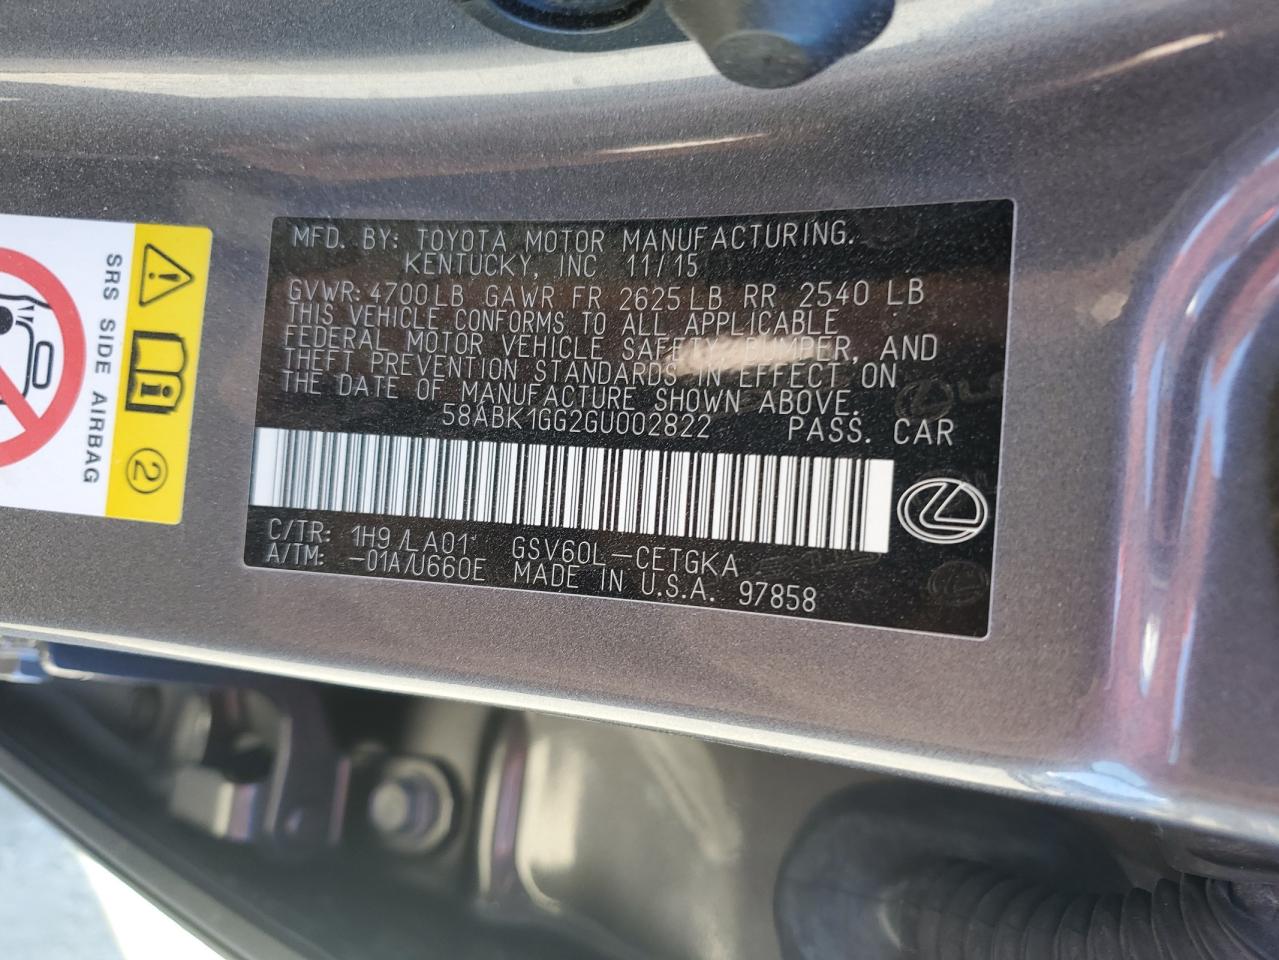 MFD. BY: TOYOTA MOTOR MANUFACTURING.
KENTUCKY, INC 11/15
GVWR: 4700LB GAWR FR 2625LB RR 2540 LB
THIS VEHICLE CONFORMS TO ALL APPLICABLE
FEDERAL MOTOR VEHICLE SAFETY, BUMPER, AND
THEFT PREVENTION STANDARDS IN EFFECT ON
THE DATE OF MANUFACTURE SHOWN ABOVE.
58ABK1GG2GU002822 PASS. CAR
C/TR: 1H9/LA01 GSV60L-CETGKA
A/TM: -01A/U660E MADE IN U.S.A. 97858
SRS SIDE AIRBAG
2